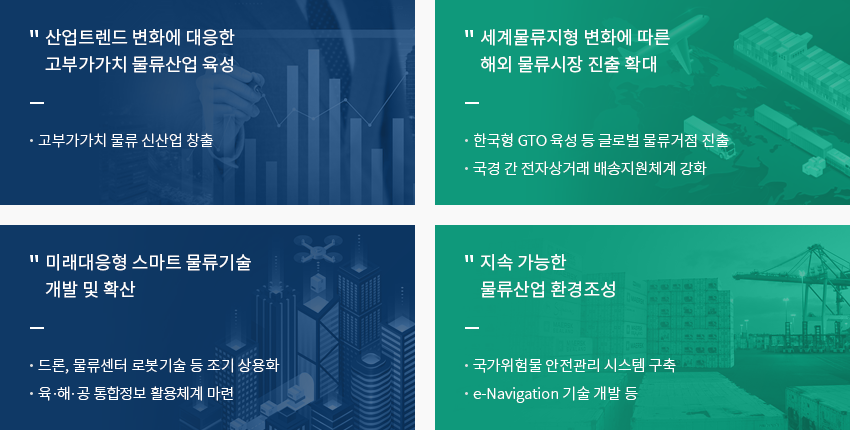 " 산업트렌드 변화에 대응한
고부가가치 물류산업 육성
· 고부가가치 물류 신산업 창출
" 세계물류지형 변화에 따른
해외 물류시장 진출 확대
· 한국형 GTO 육성 등 글로벌 물류거점 진출
· 국경 간 전자상거래 배송지원체계 강화
" 미래대응형 스마트 물류기술
개발 및 확산
· 드론, 물류센터 로봇기술 등 조기 상용화
· 육·해·공 통합정보 활용체계 마련
" 지속 가능한
물류산업 환경조성
· 국가위험물 안전관리 시스템 구축
· e-Navigation 기술 개발 등